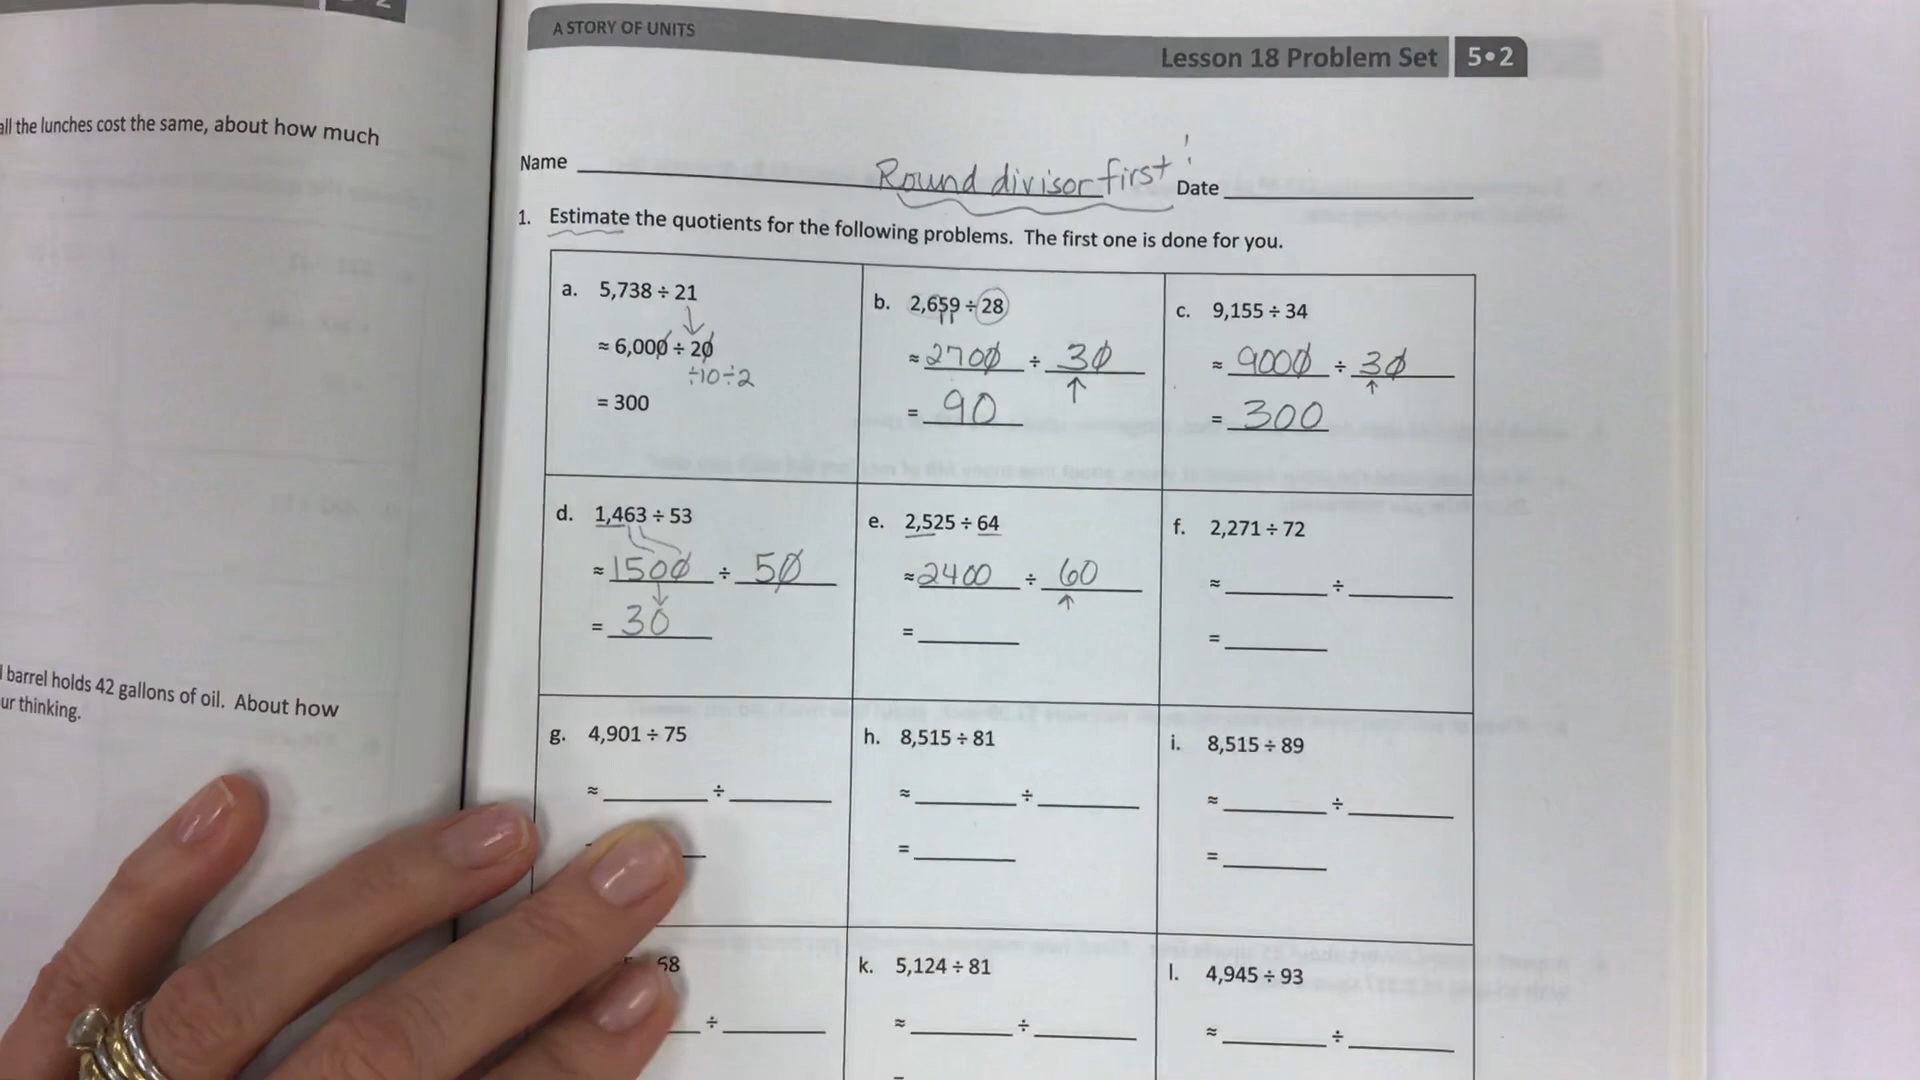 A STORY OF UNITS
Lesson 18 Problem Set 5•2
all the lunches cost the same, about how much
Name Round divisor first! Date
1. Estimate the quotients for the following problems. The first one is done for you.
a. 5,738 ÷ 21
≈ 6,000 ÷ 20
÷10 ÷2
= 300
b. 2,659 ÷ 28
≈ 2700 ÷ 30
= 90
c. 9,155 ÷ 34
≈ 9000 ÷ 30
= 300
d. 1,463 ÷ 53
≈ 1500 ÷ 50
= 30
e. 2,525 ÷ 64
≈ 2400 ÷ 60
=
f. 2,271 ÷ 72
≈ ÷
=
barrel holds 42 gallons of oil. About how
ur thinking.
g. 4,901 ÷ 75
≈ ÷
h. 8,515 ÷ 81
≈ ÷
=
i. 8,515 ÷ 89
≈ ÷
=
58
÷
k. 5,124 ÷ 81
≈ ÷
l. 4,945 ÷ 93
≈ ÷